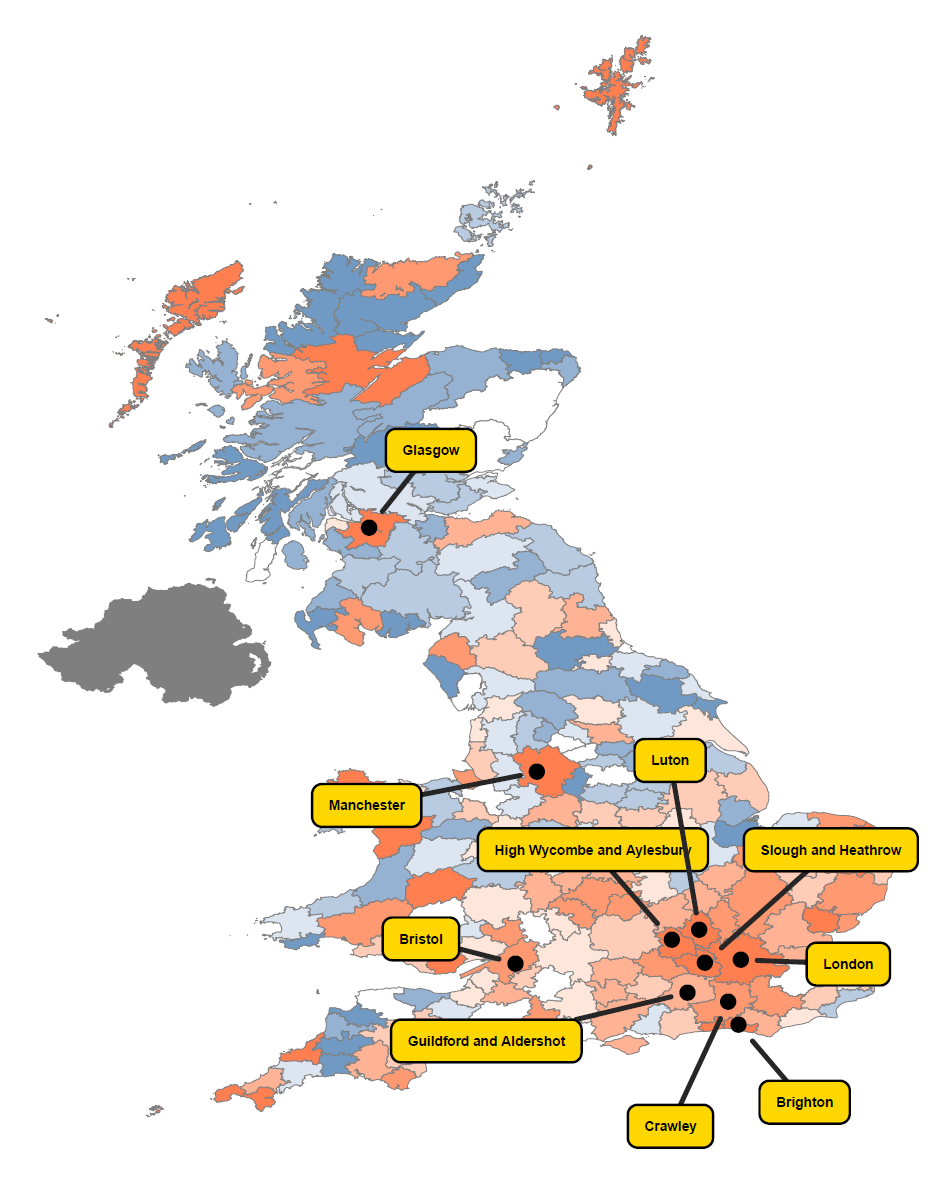 Glasgow
Luton
Manchester
High Wycombe and Aylesbury
Slough and Heathrow
Bristol
London
Guildford and Aldershot
Brighton
Crawley